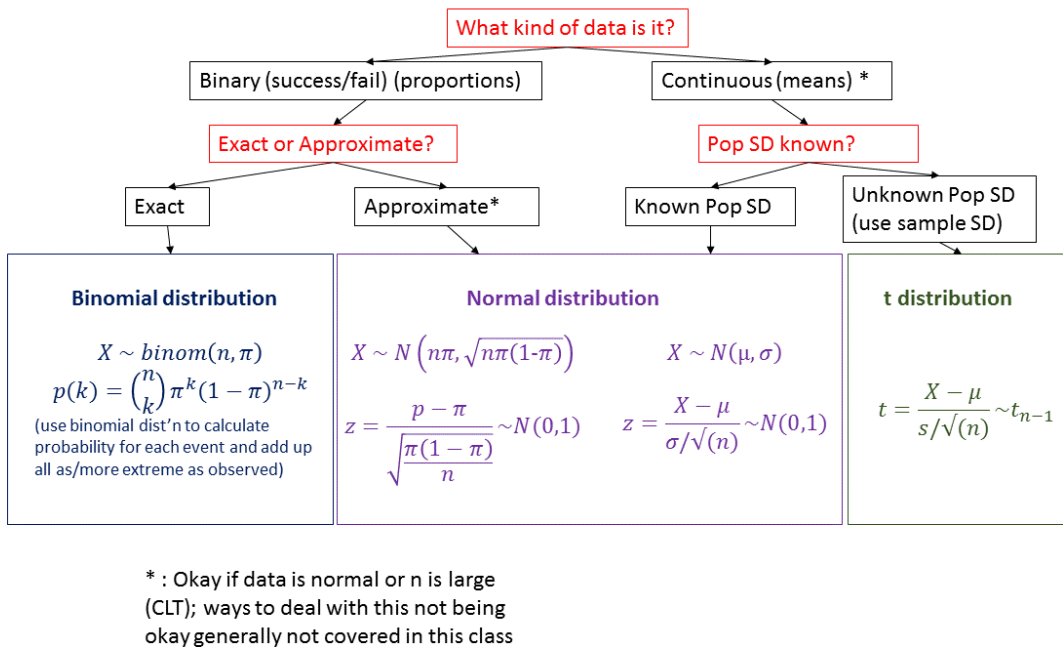 What kind of data is it?
Binary (success/fail) (proportions)
Continuous (means) *
Exact or Approximate?
Pop SD known?
Exact
Approximate*
Known Pop SD
Unknown Pop SD
(use sample SD)
Binomial distribution
X ~ binom(n, π)
p(k) = (n k) π^k (1 − π)^{n−k}
(use binomial dist'n to calculate
probability for each event and add up
all as/more extreme as observed)
Normal distribution
X ~ N(nπ, √(nπ(1-π)))
z = (p − π) / √(π(1 − π)/n) ~N(0,1)
X ~ N(μ, σ)
z = (X − μ) / (σ/√(n)) ~N(0,1)
t distribution
t = (X − μ) / (s/√(n)) ~t_{n−1}
* : Okay if data is normal or n is large
(CLT); ways to deal with this not being
okay generally not covered in this class